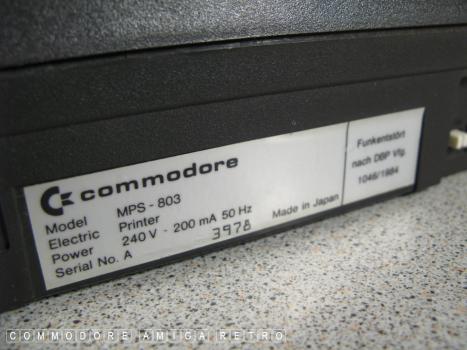 commodore
Model MPS-803
Electric Printer
Power 240 V - 200 mA 50 Hz
Serial No. A 3978
Made in Japan
Funkentstört
nach DBP Vfg.
1046/1984
COMMODORE AMIGA RETRO